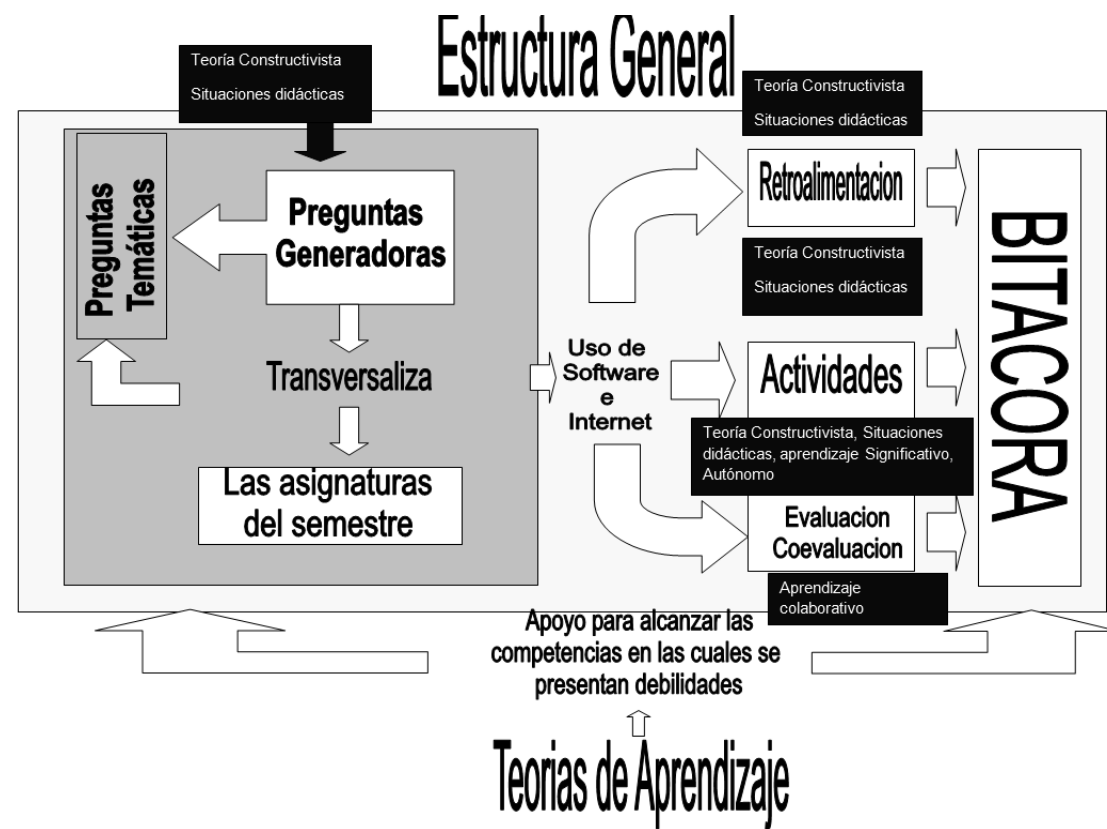 Estructura General
Teoría Constructivista
Situaciones didácticas
Preguntas
Temáticas
Preguntas
Generadoras
Transversaliza
Las asignaturas
del semestre
Uso de
Software
e
Internet
Teoría Constructivista
Situaciones didácticas
Retroalimentacion
Teoría Constructivista
Situaciones didácticas
Actividades
Teoría Constructivista, Situaciones
didácticas, aprendizaje Significativo,
Autónomo
Evaluacion
Coevaluacion
Aprendizaje
colaborativo
BITACORA
Apoyo para alcanzar las
competencias en las cuales se
presentan debilidades
Teorias de Aprendizaje